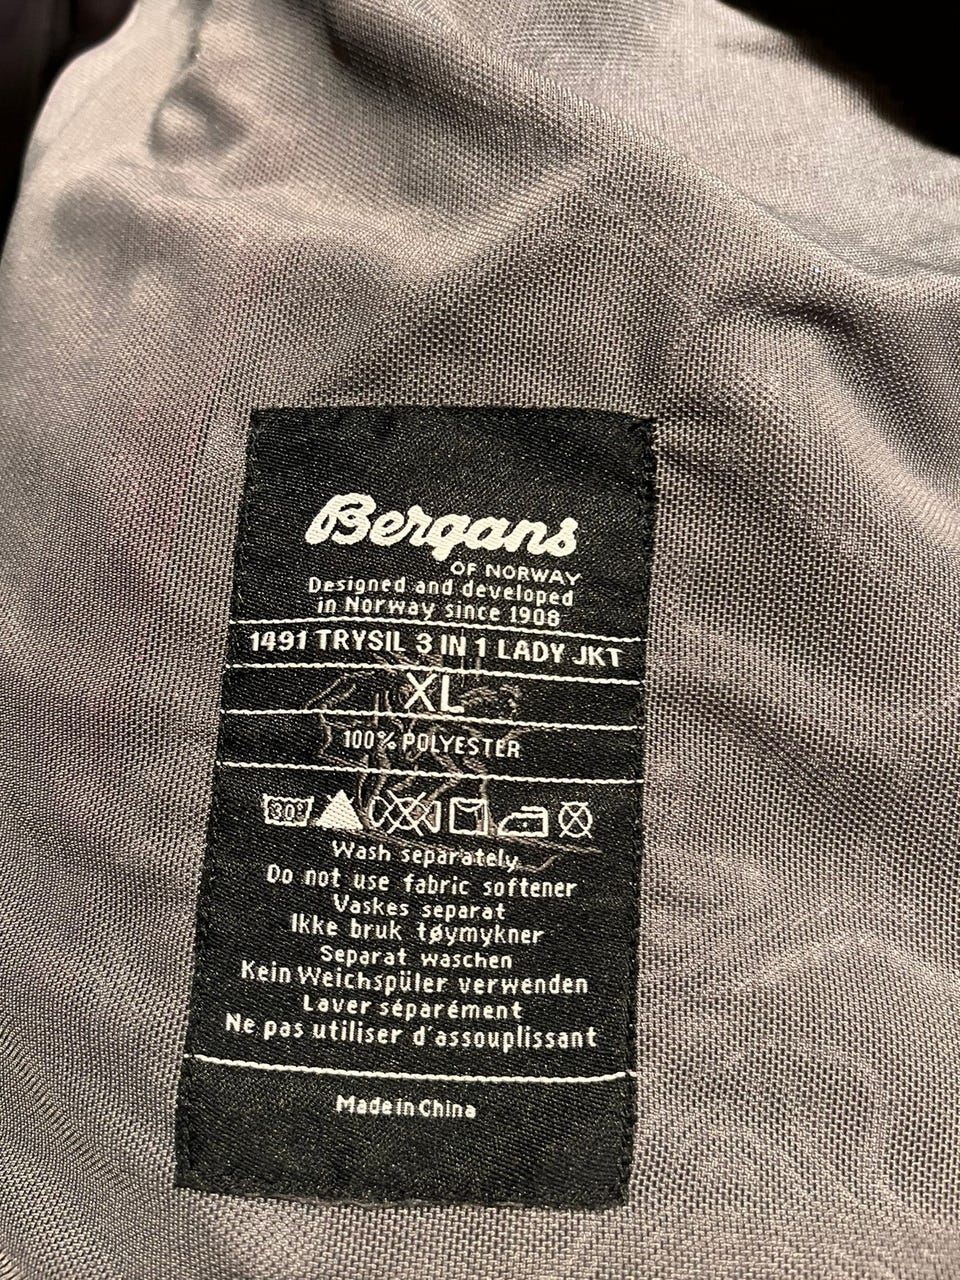 Bergans
OF NORWAY
Designed and developed
in Norway since 1908
1491 TRYSIL 3 IN 1 LADY JKT
XL
100% POLYESTER
30°
Wash separately
Do not use fabric softener
Vaskes separat
Ikke bruk tøymykner
Separat waschen
Kein Weichspüler verwenden
Laver séparément
Ne pas utiliser d'assouplissant
Made in China